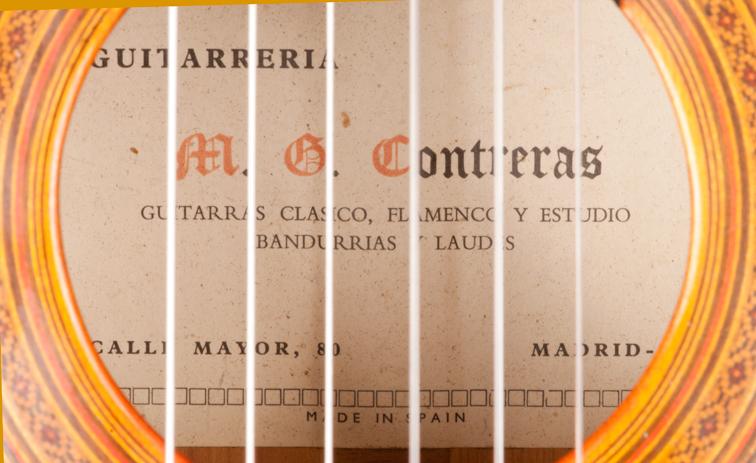 GUITARRERIA
M. G. Contreras
GUITARRAS CLASICO, FLAMENCO Y ESTUDIO
BANDURRIAS Y LAUDES
CALLE MAYOR, 80 MADRID-
MADE IN SPAIN